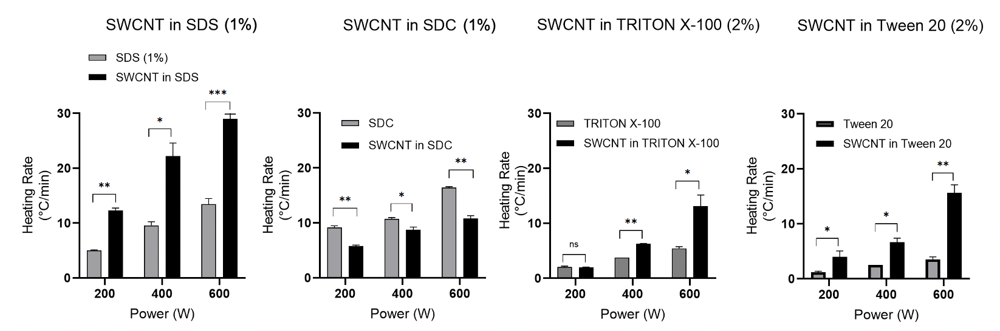 SWCNT in SDS (1%)
SDS (1%)
SWCNT in SDS
Heating Rate
(°C/min)
30
20
10
0
**
*
***
200 400 600
Power (W)
SWCNT in SDC (1%)
SDC
SWCNT in SDC
Heating Rate
(°C/min)
30
20
10
0
**
*
**
200 400 600
Power (W)
SWCNT in TRITON X-100 (2%)
TRITON X-100
SWCNT in TRITON X-100
Heating Rate
(°C/min)
30
20
10
0
ns
**
*
200 400 600
Power (W)
SWCNT in Tween 20 (2%)
Tween 20
SWCNT in Tween 20
Heating Rate
(°C/min)
30
20
10
0
*
*
**
200 400 600
Power (W)